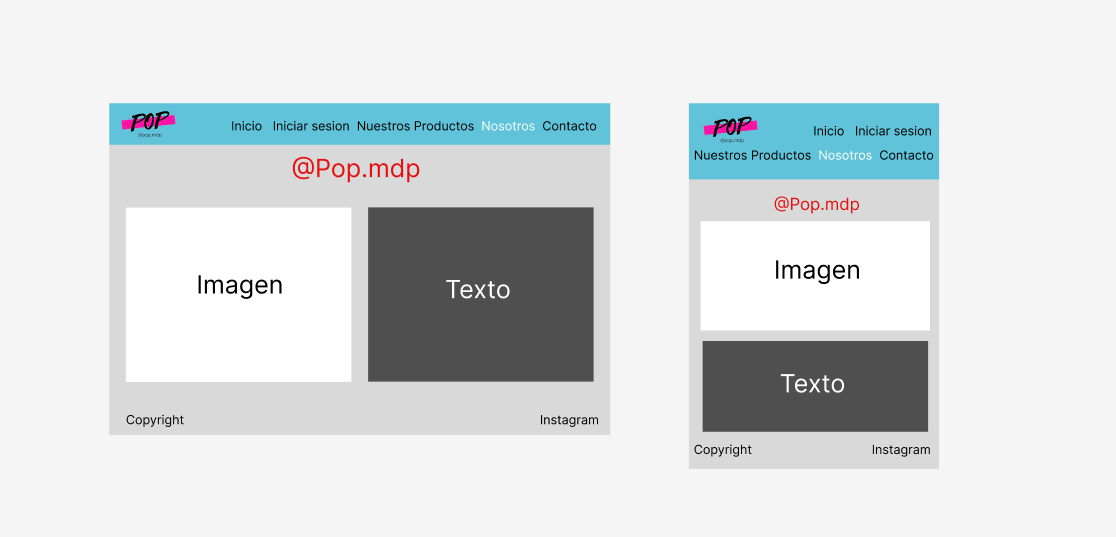 POP
@pop.mdp
Inicio Iniciar sesion Nuestros Productos Nosotros Contacto
@Pop.mdp
Imagen
Texto
Copyright
Instagram
POP
@pop.mdp
Inicio Iniciar sesion
Nuestros Productos Nosotros Contacto
@Pop.mdp
Imagen
Texto
Copyright
Instagram